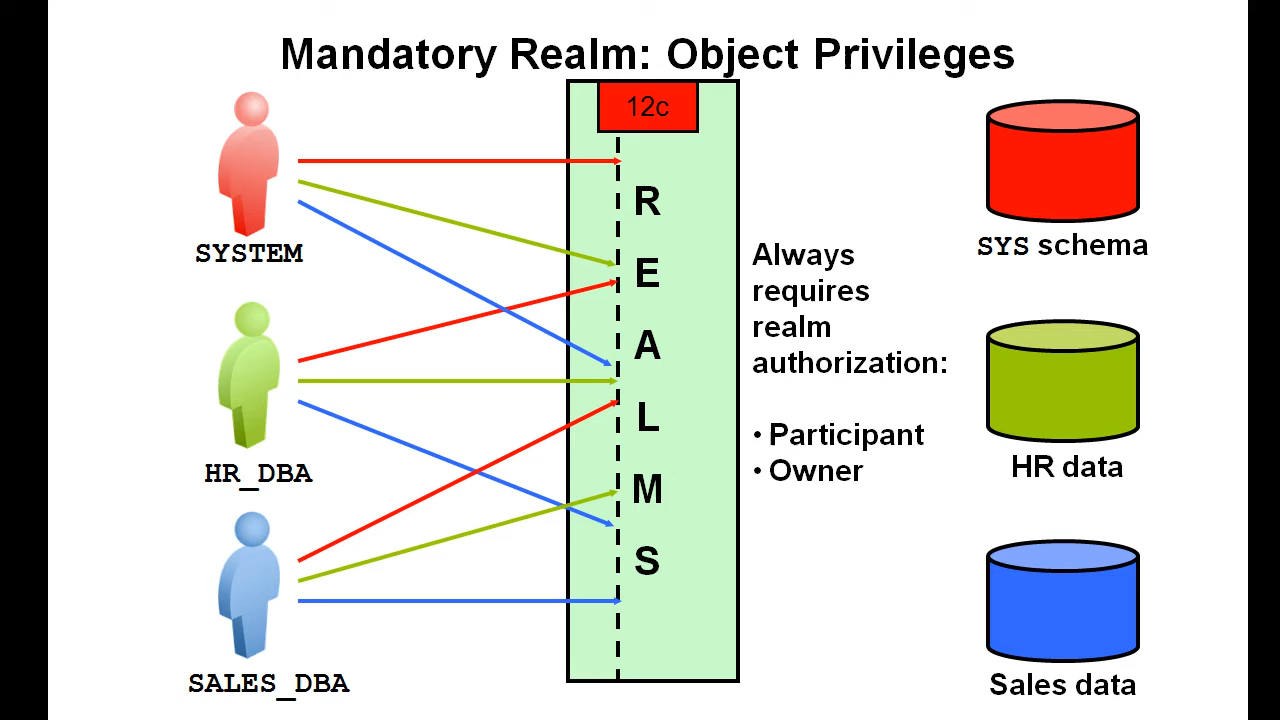 Mandatory Realm: Object Privileges
12c
R
E
A
L
M
S
SYSTEM
HR_DBA
SALES_DBA
Always
requires
realm
authorization:
• Participant
• Owner
SYS schema
HR data
Sales data